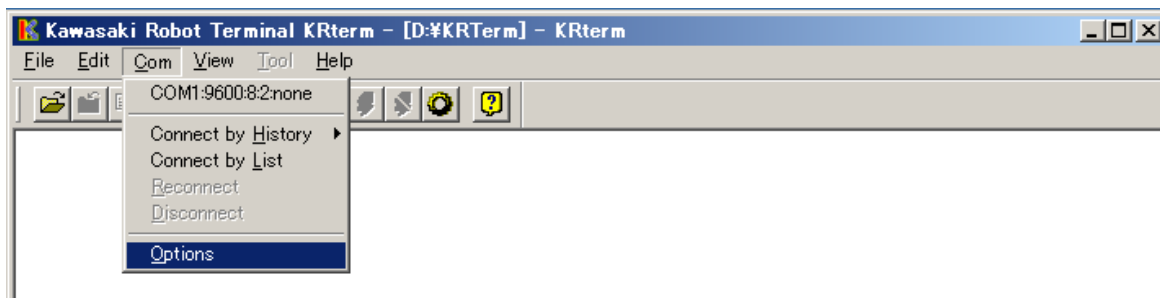 Kawasaki Robot Terminal KRterm - [D:¥KRTerm] - KRterm
File Edit Com View Tool Help
COM1:9600:8:2:none
Connect by History
Connect by List
Reconnect
Disconnect
Options